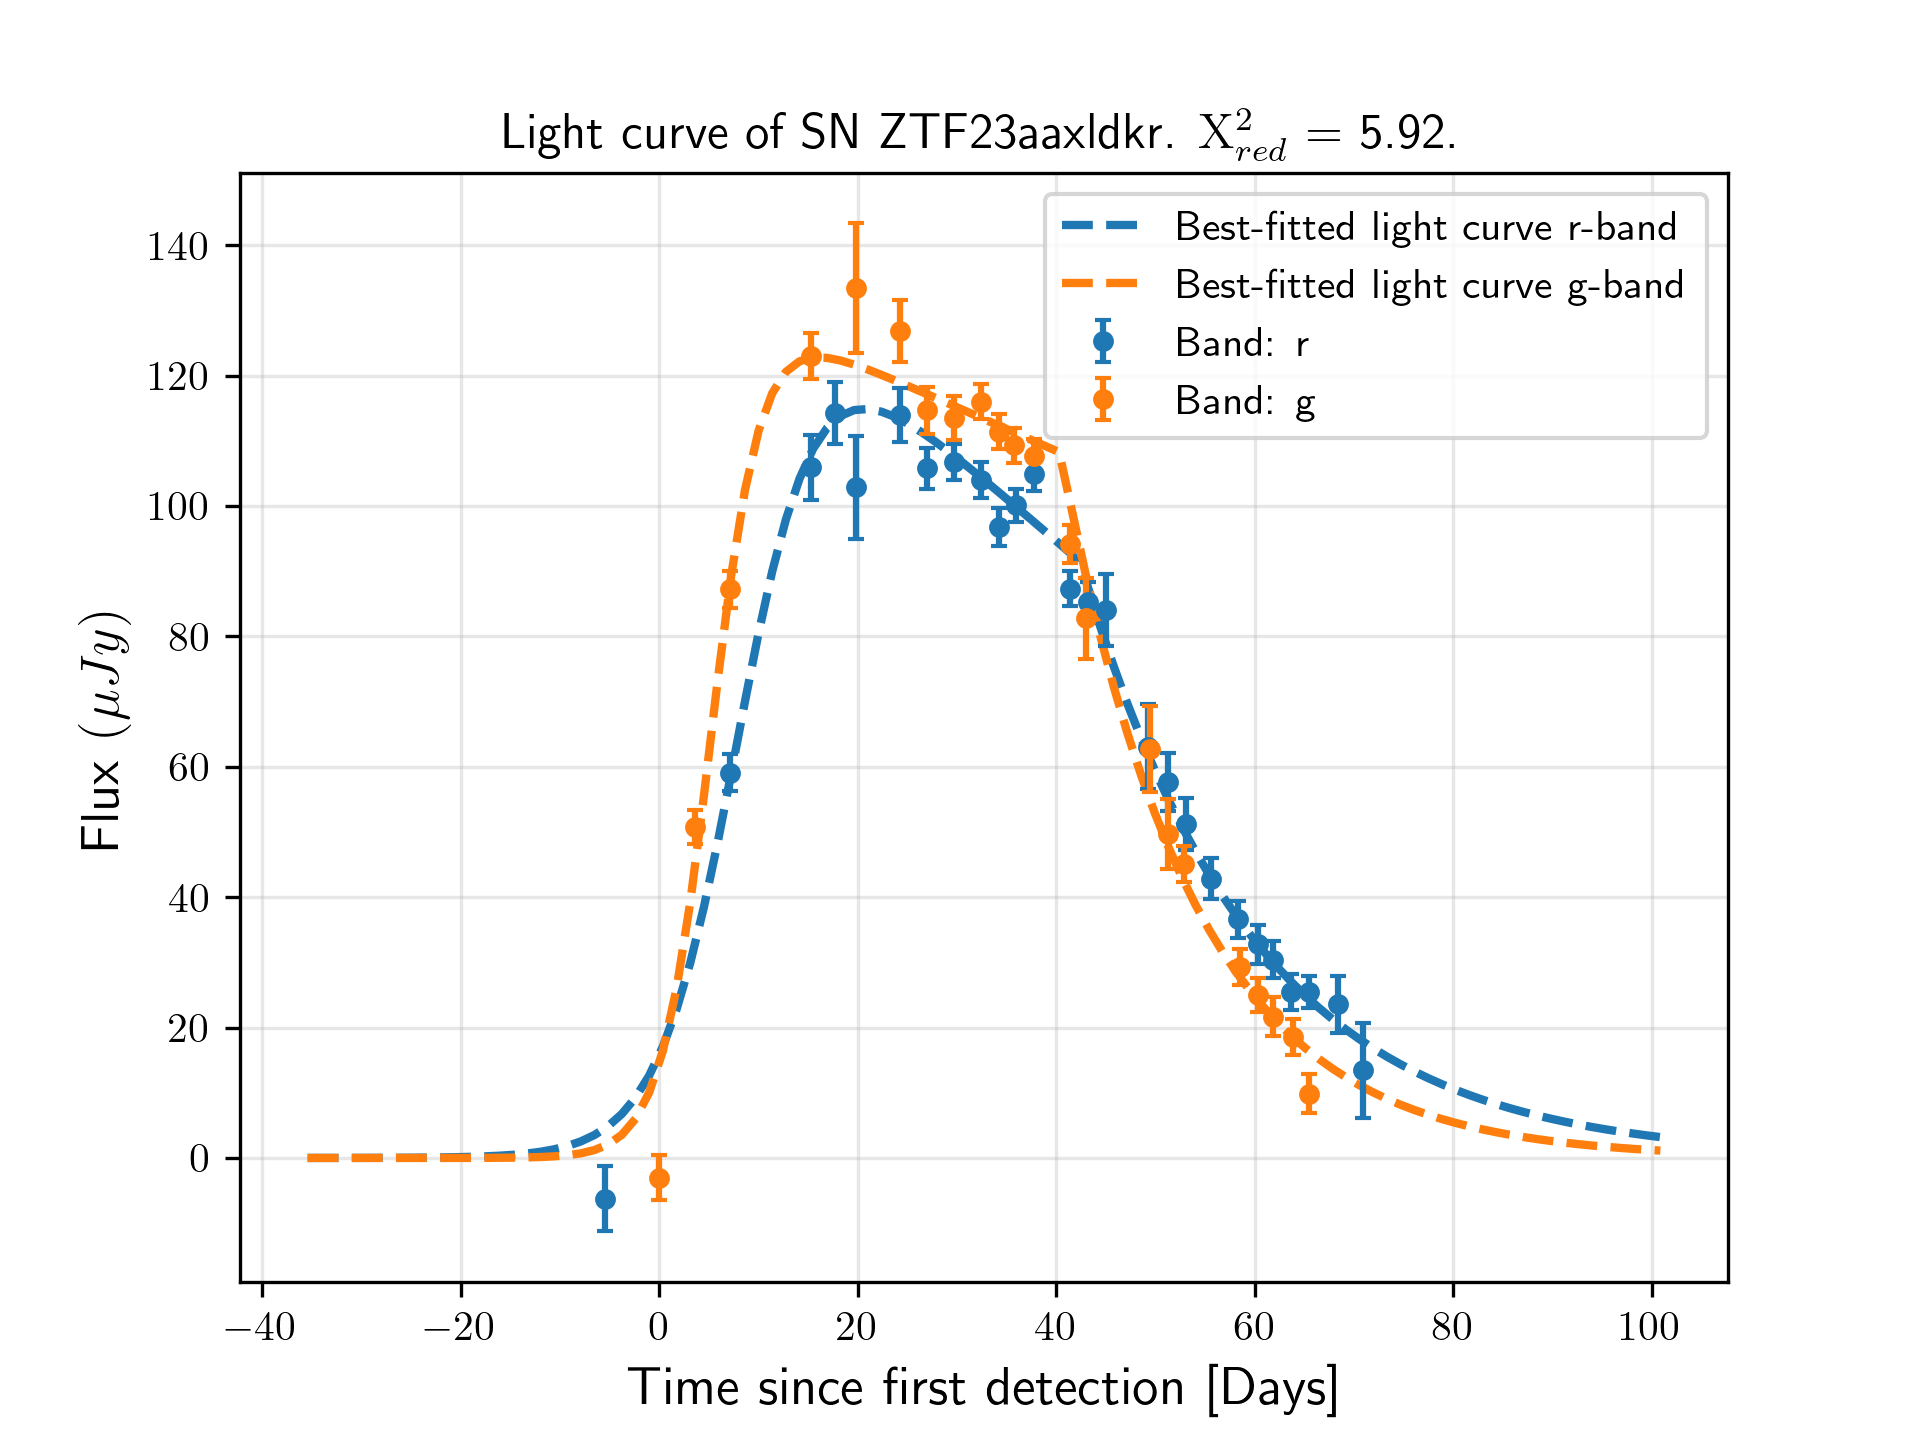 Light curve of SN ZTF23aaxldkr. X²_red = 5.92.
Best-fitted light curve r-band
Best-fitted light curve g-band
Band: r
Band: g
140
120
100
80
60
40
20
0
Flux (μJy)
−40 −20 0 20 40 60 80 100
Time since first detection [Days]